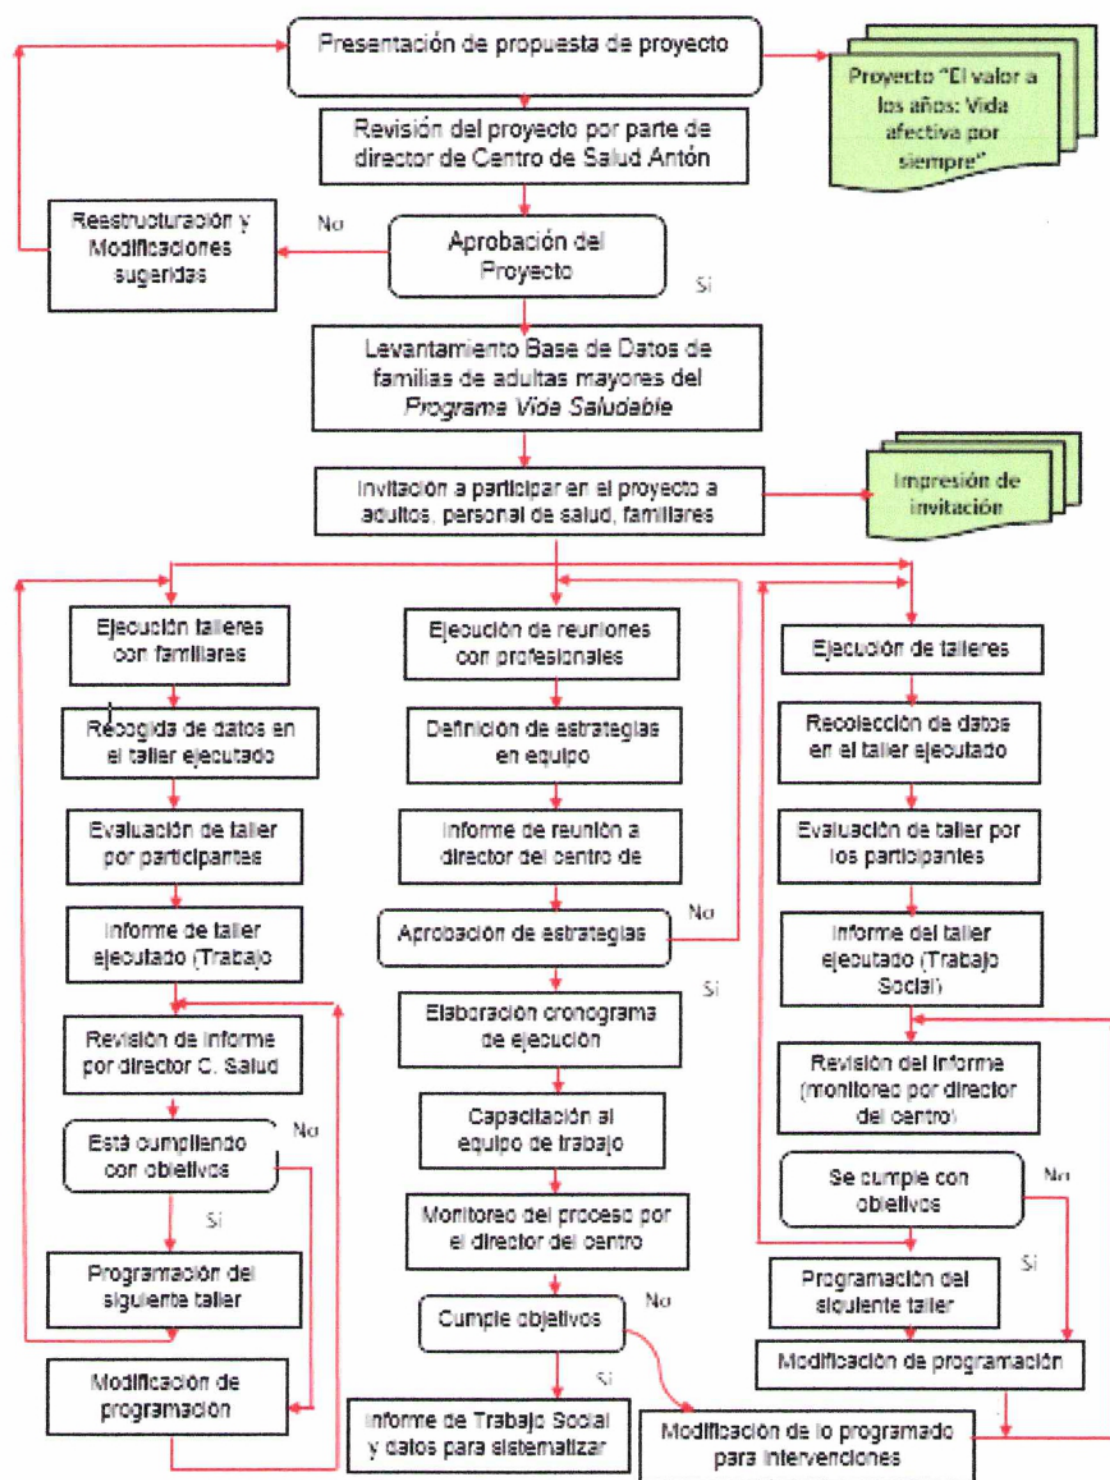 Presentación de propuesta de proyecto
Proyecto "El valor a
los años: Vida
afectiva por
siempre"
Revisión del proyecto por parte de
director de Centro de Salud Antón
Reestructuración y
Modificaciones
sugeridas
No
Aprobación del
Proyecto
Si
Levantamiento Base de Datos de
familias de adultas mayores del
Programa Vida Saludable
Invitación a participar en el proyecto a
adultos, personal de salud, familiares
Impresión de
invitación
Ejecución talleres
con familiares
Recogida de datos en
el taller ejecutado
Evaluación de taller
por participantes
Informe de taller
ejecutado (Trabajo
Revisión de informe
por director C. Salud
Está cumpliendo
con objetivos
No
Si
Programación del
siguiente taller
Modificación de
programación
Ejecución de reuniones
con profesionales
Definición de estrategias
en equipo
Informe de reunión a
director del centro de
Aprobación de estrategias
No
Si
Elaboración cronograma
de ejecución
Capacitación al
equipo de trabajo
Monitoreo del proceso por
el director del centro
Cumple objetivos
No
Si
Informe de Trabajo Social
y datos para sistematizar
Modificación de lo programado
para intervenciones
Ejecución de talleres
Recolección de datos
en el taller ejecutado
Evaluación de taller por
los participantes
Informe del taller
ejecutado (Trabajo
Social)
Revisión del informe
(monitoreo por director
del centro)
Se cumple con
objetivos
No
Si
Programación del
siguiente taller
Modificación de programación